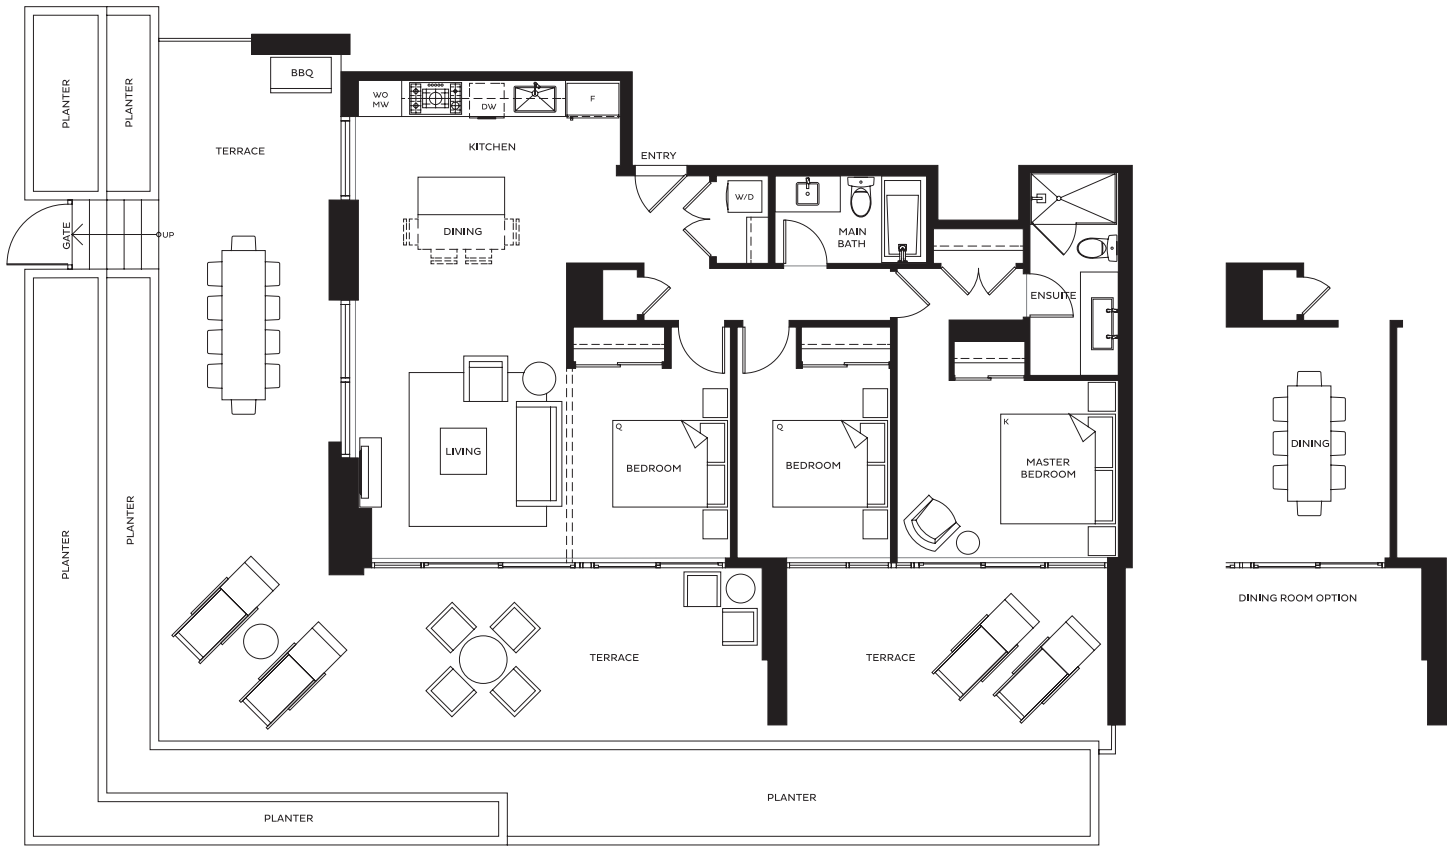 BBQ
PLANTER
PLANTER
WO
MW
DW
F
TERRACE
KITCHEN
ENTRY
W/D
GATE
UP
DINING
MAIN
BATH
ENSUITE
Q
Q
K
LIVING
BEDROOM
BEDROOM
MASTER
BEDROOM
DINING
PLANTER
PLANTER
DINING ROOM OPTION
TERRACE
TERRACE
PLANTER
PLANTER